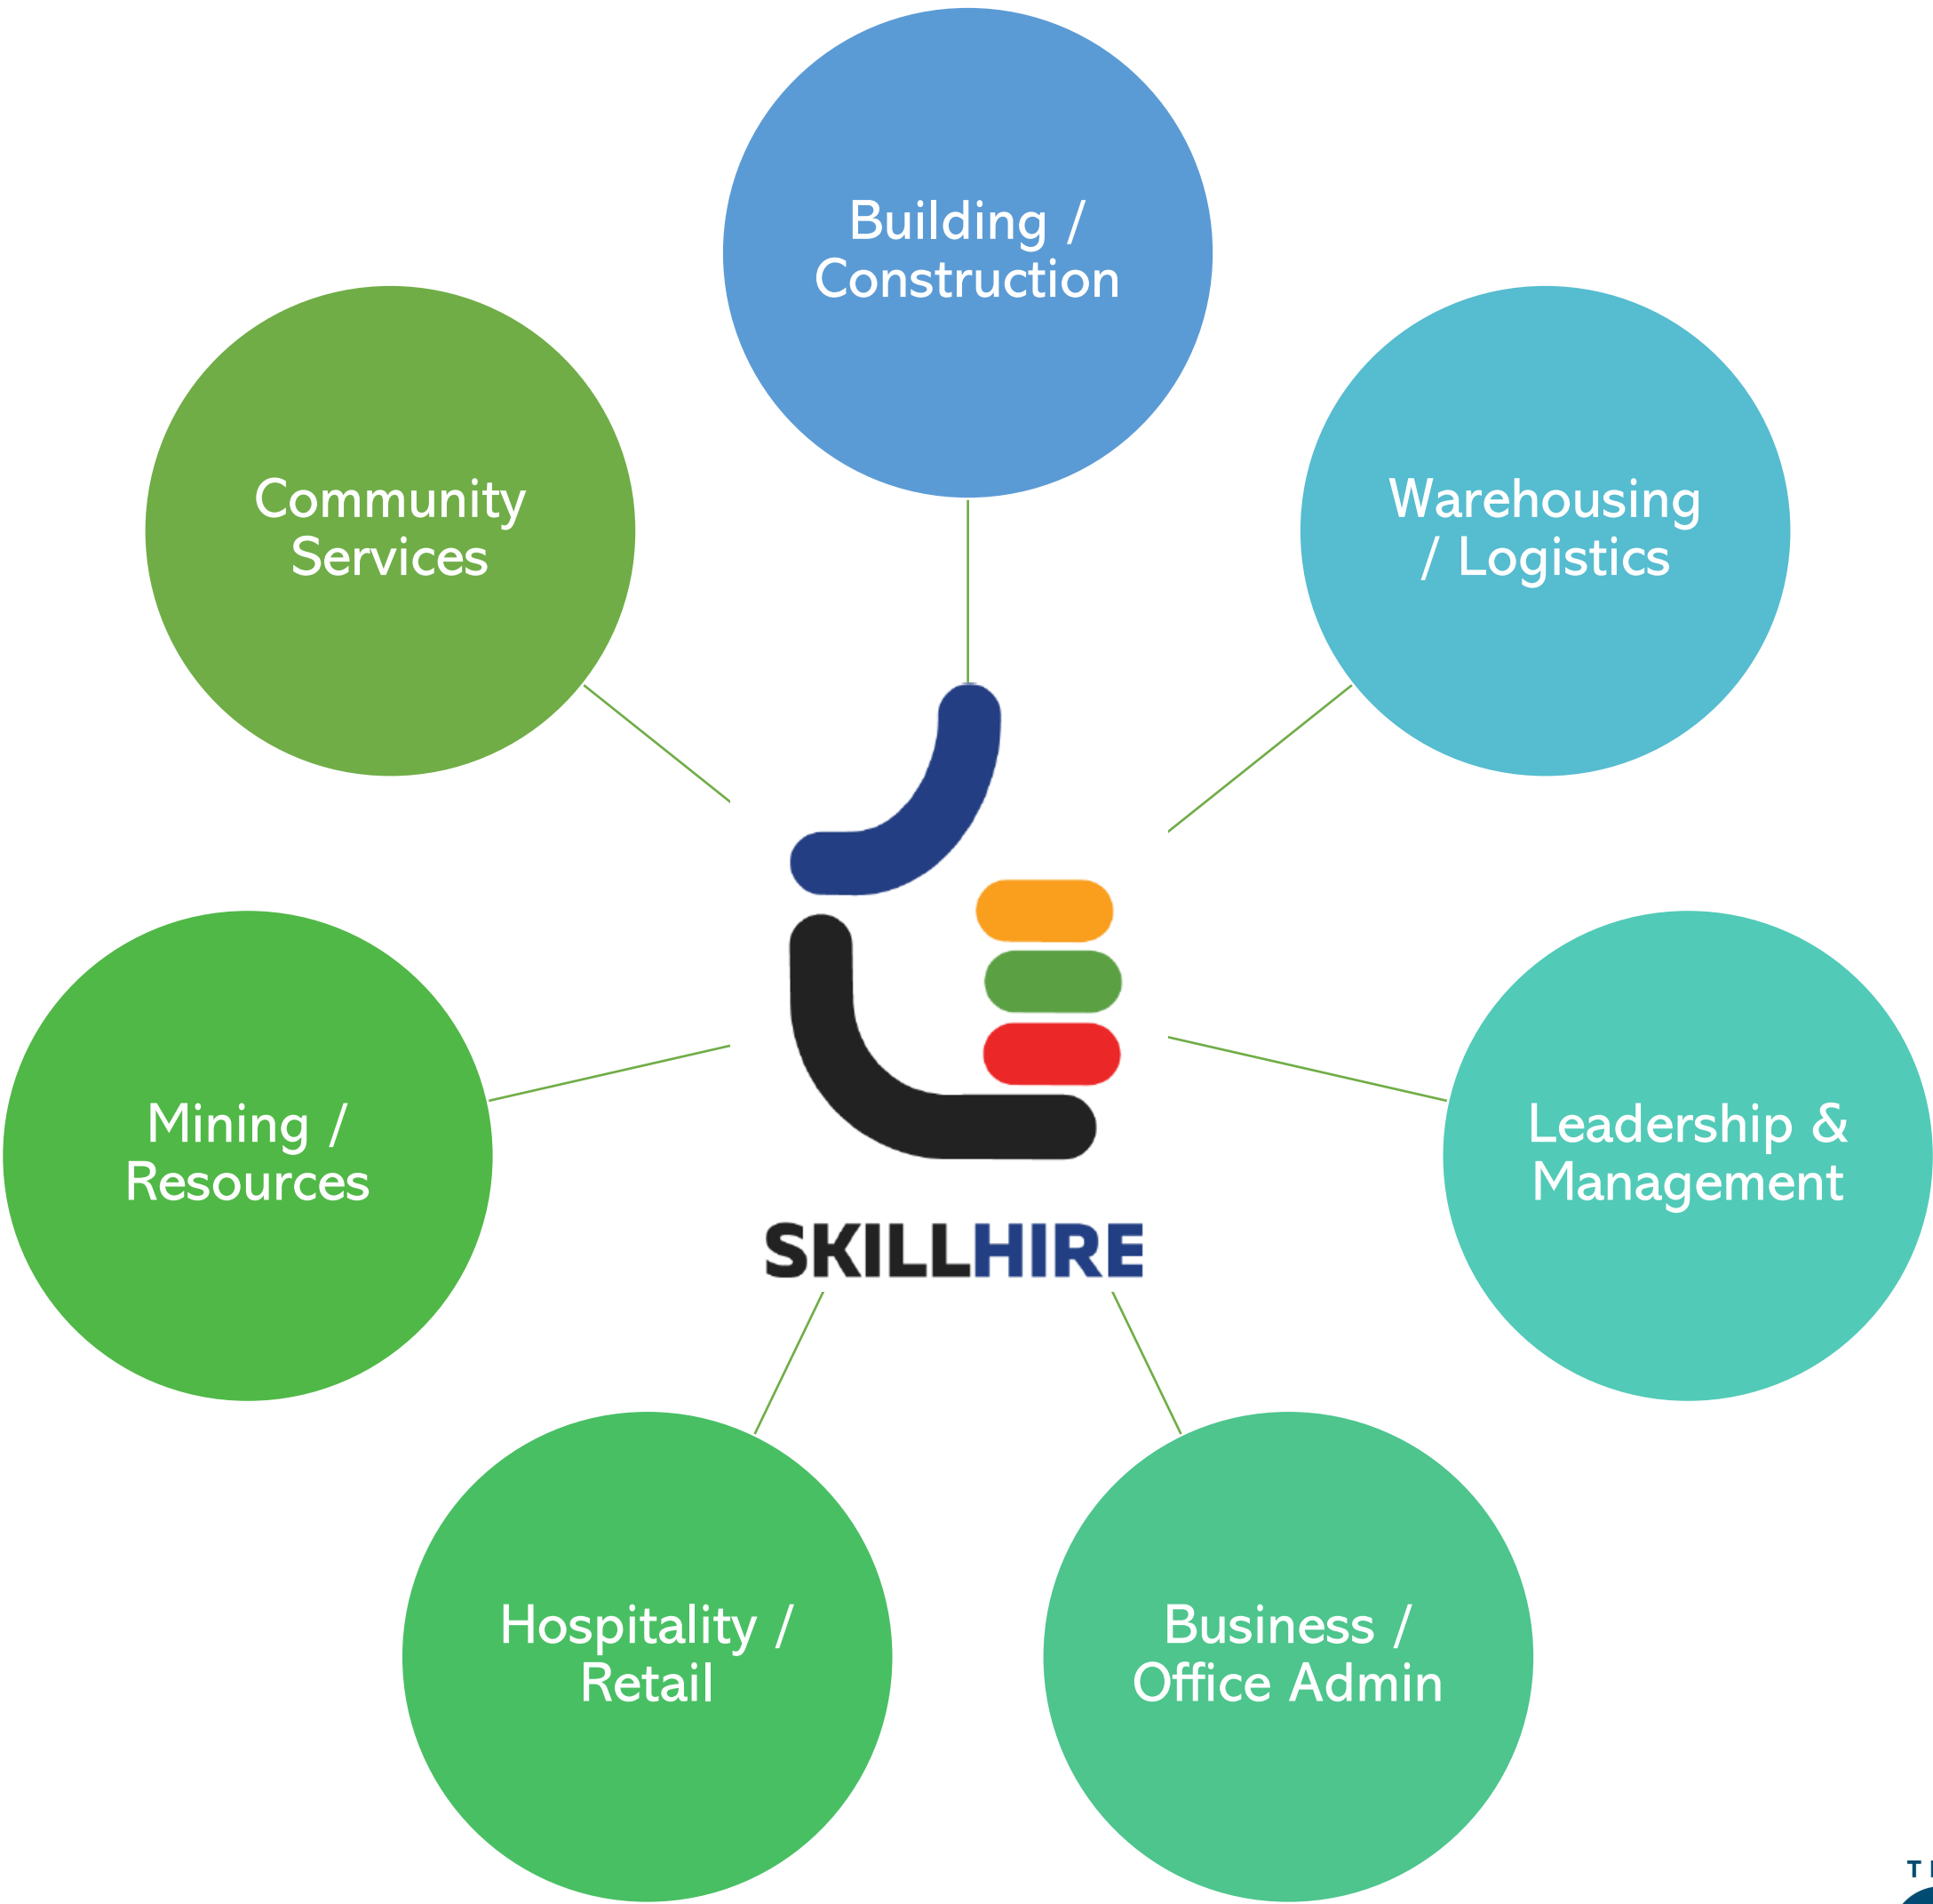 Building /
Construction
Warehousing
/ Logistics
Leadership &
Management
Business /
Office Admin
Hospitality /
Retail
Mining /
Resources
Community
Services
SKILLHIRE